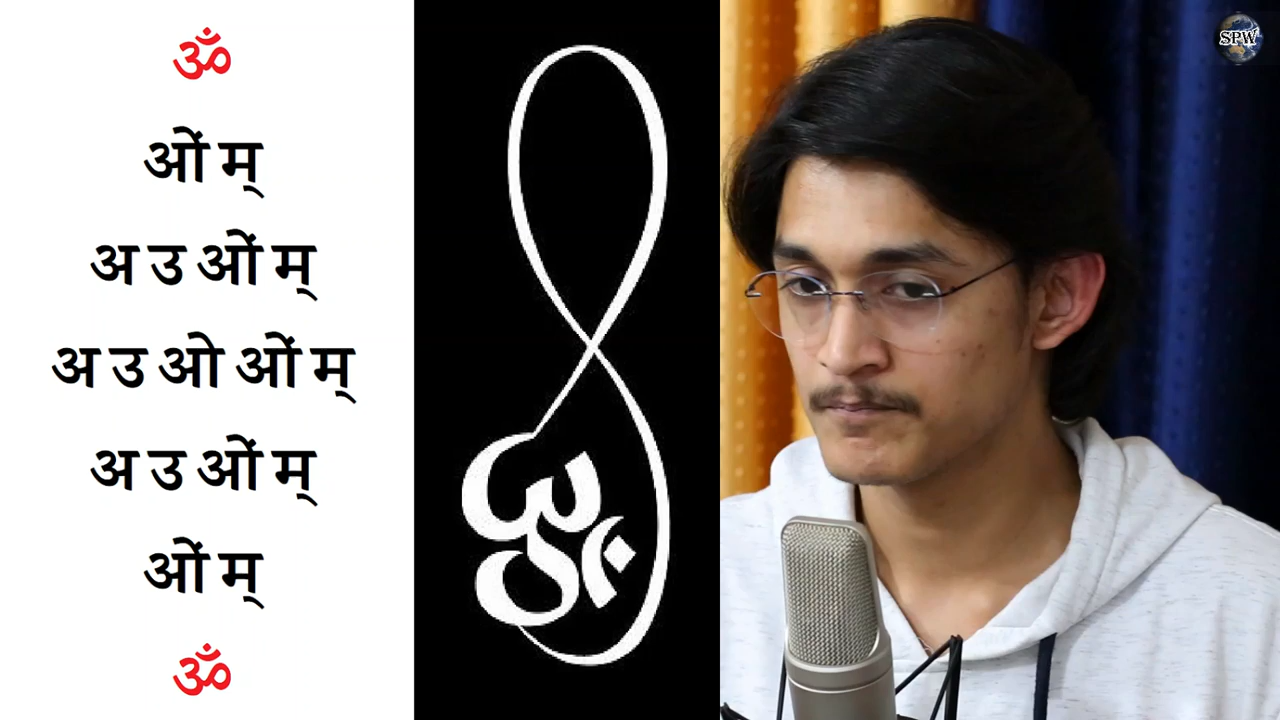 ॐ
ओं म्
अ उ ओं म्
अ उ ओ ओं म्
अ उ ओं म्
ओं म्
ॐ
ॐ
SPW